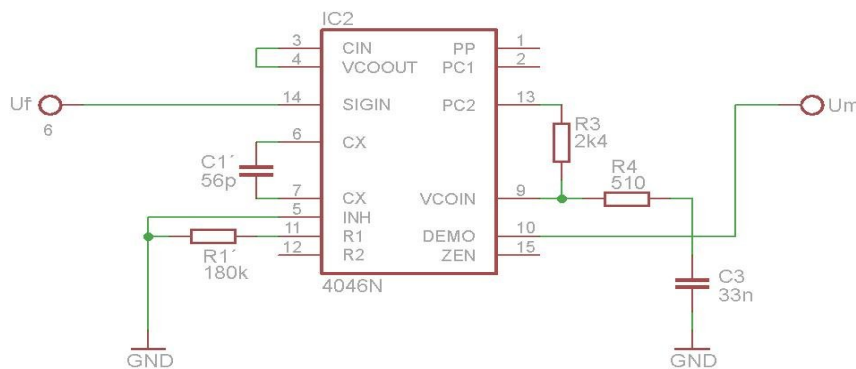 IC2
3 CIN PP 1
4 VCOOUT PC1 2
Uf 14 SIGIN PC2 13 Um
6
R3
2k4
6 CX
C1´
56p
R4
510
7 CX VCOIN 9
5 INH
11 R1 DEMO 10
12 R2 ZEN 15
R1´
180k
4046N
C3
33n
GND GND